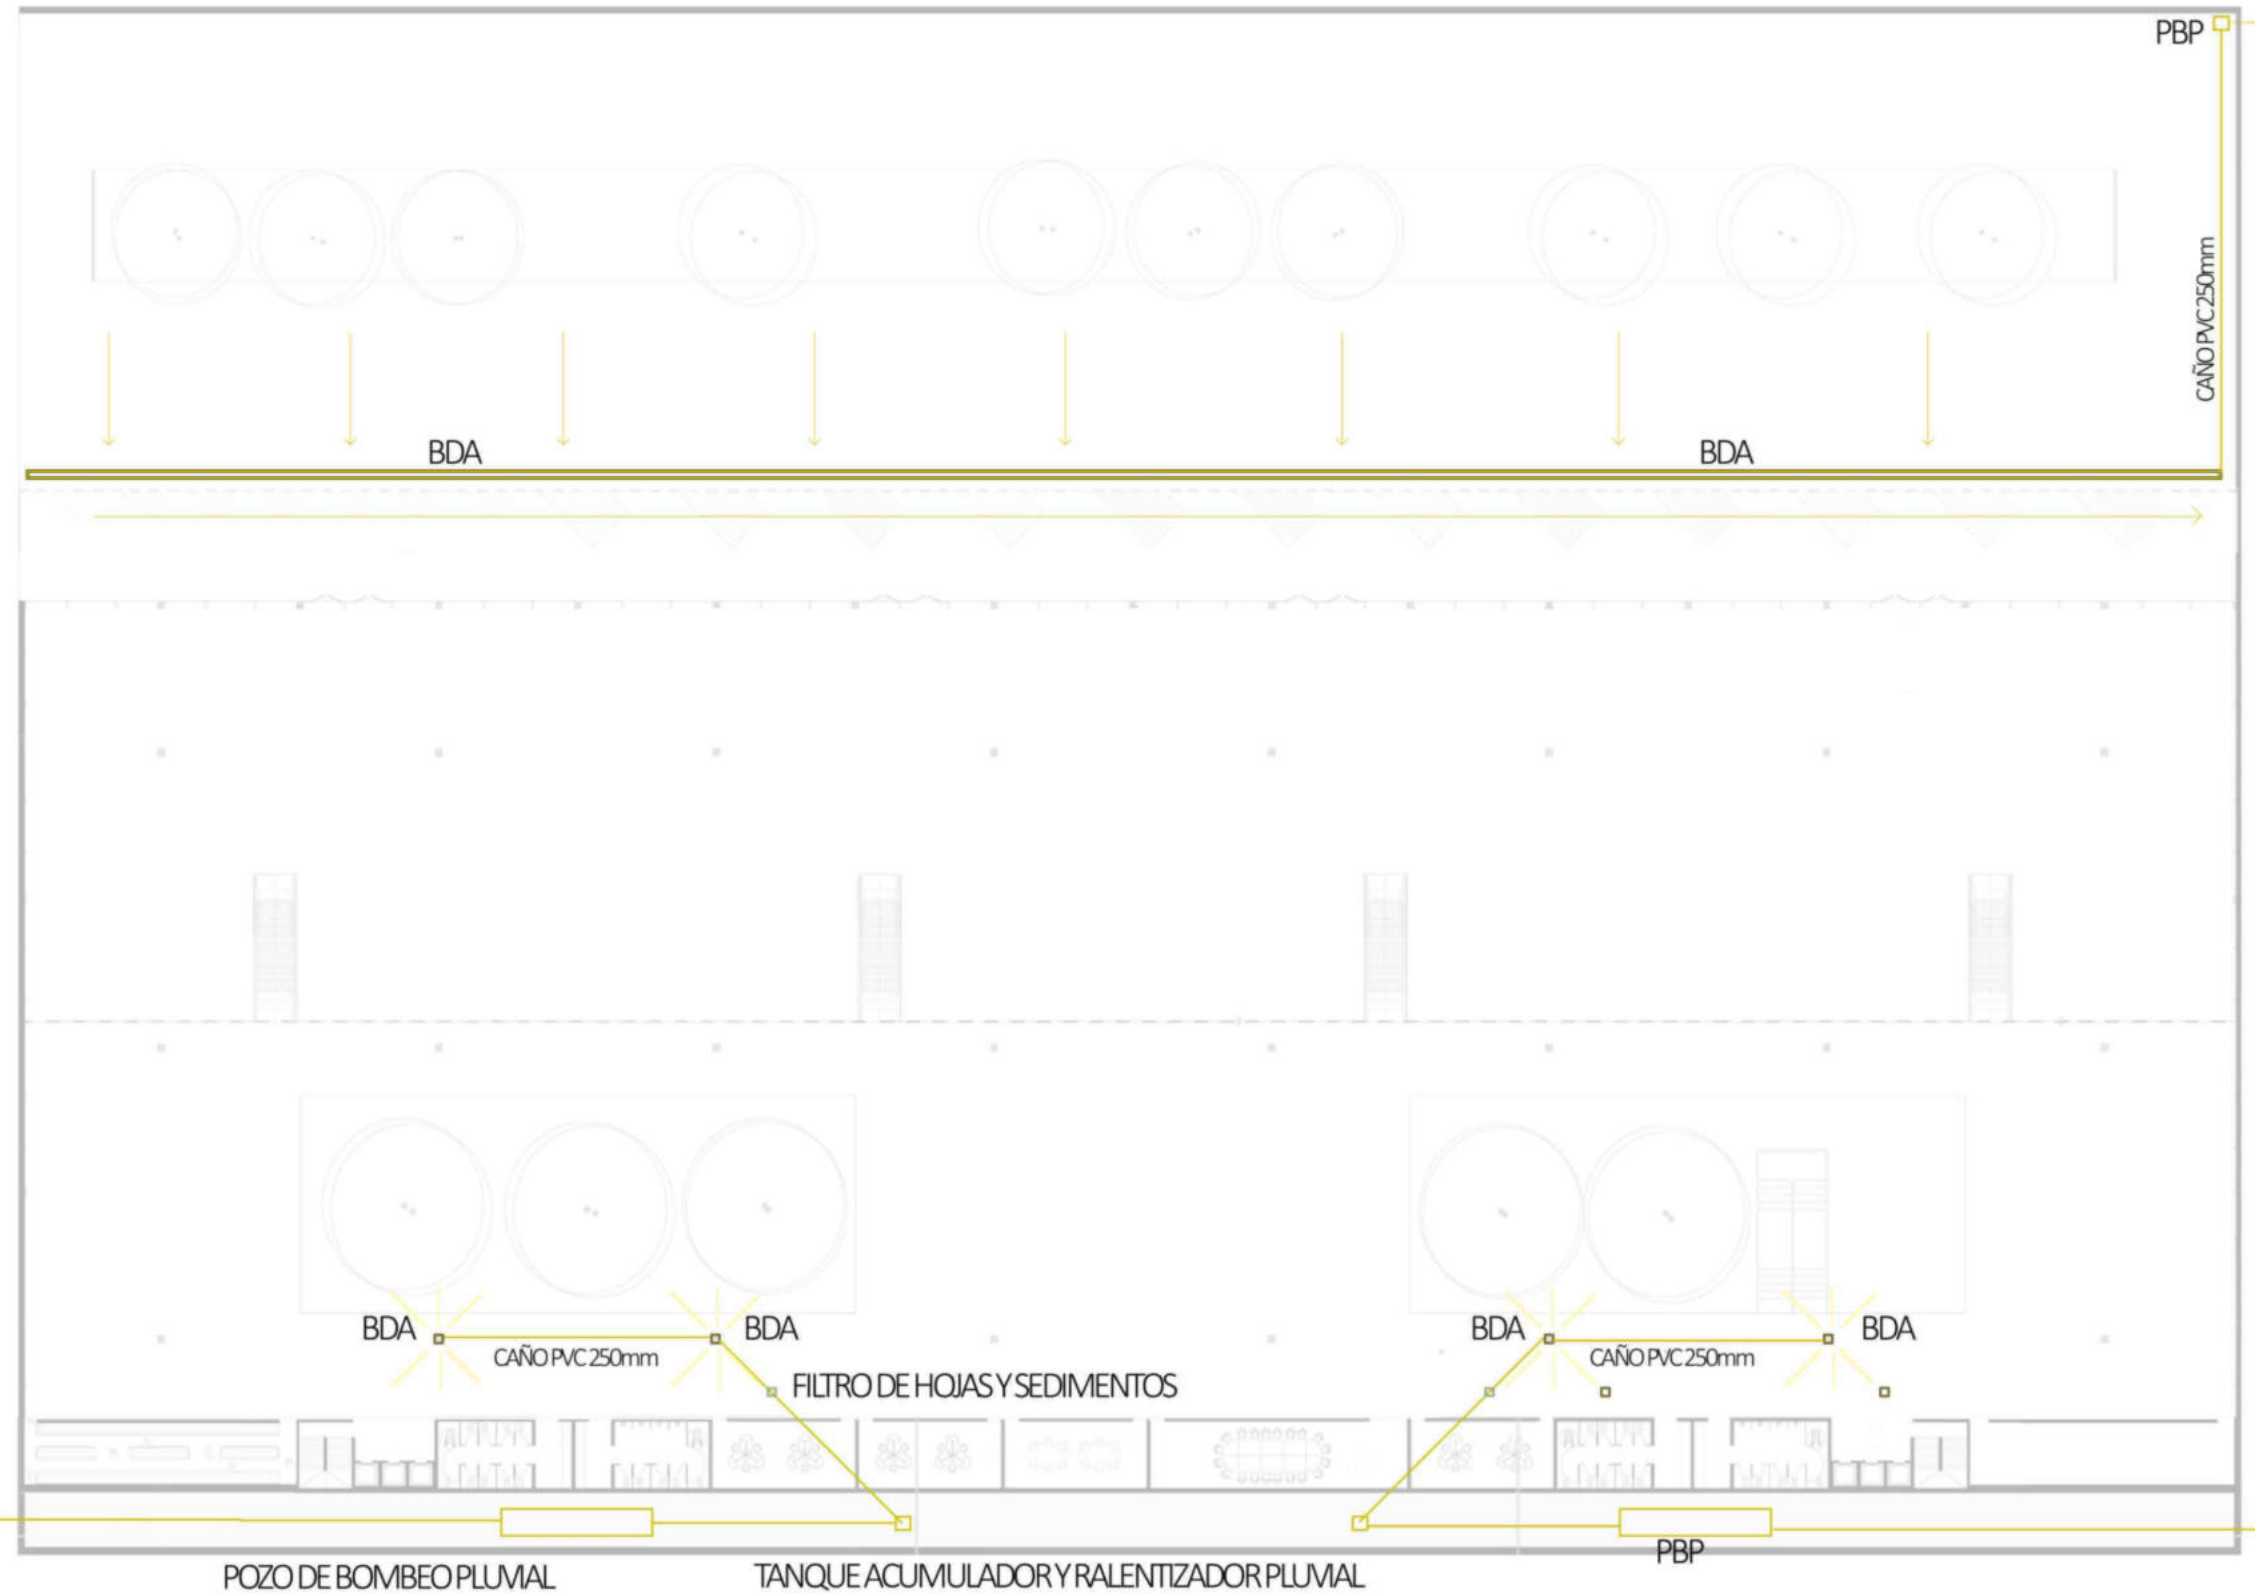 PBP
CAÑO PVC 250mm
BDA
BDA
BDA
BDA
BDA
BDA
CAÑO PVC 250mm
CAÑO PVC 250mm
FILTRO DE HOJAS Y SEDIMENTOS
PBP
POZO DE BOMBEO PLUVIAL
TANQUE ACUMULADOR Y RALENTIZADOR PLUVIAL